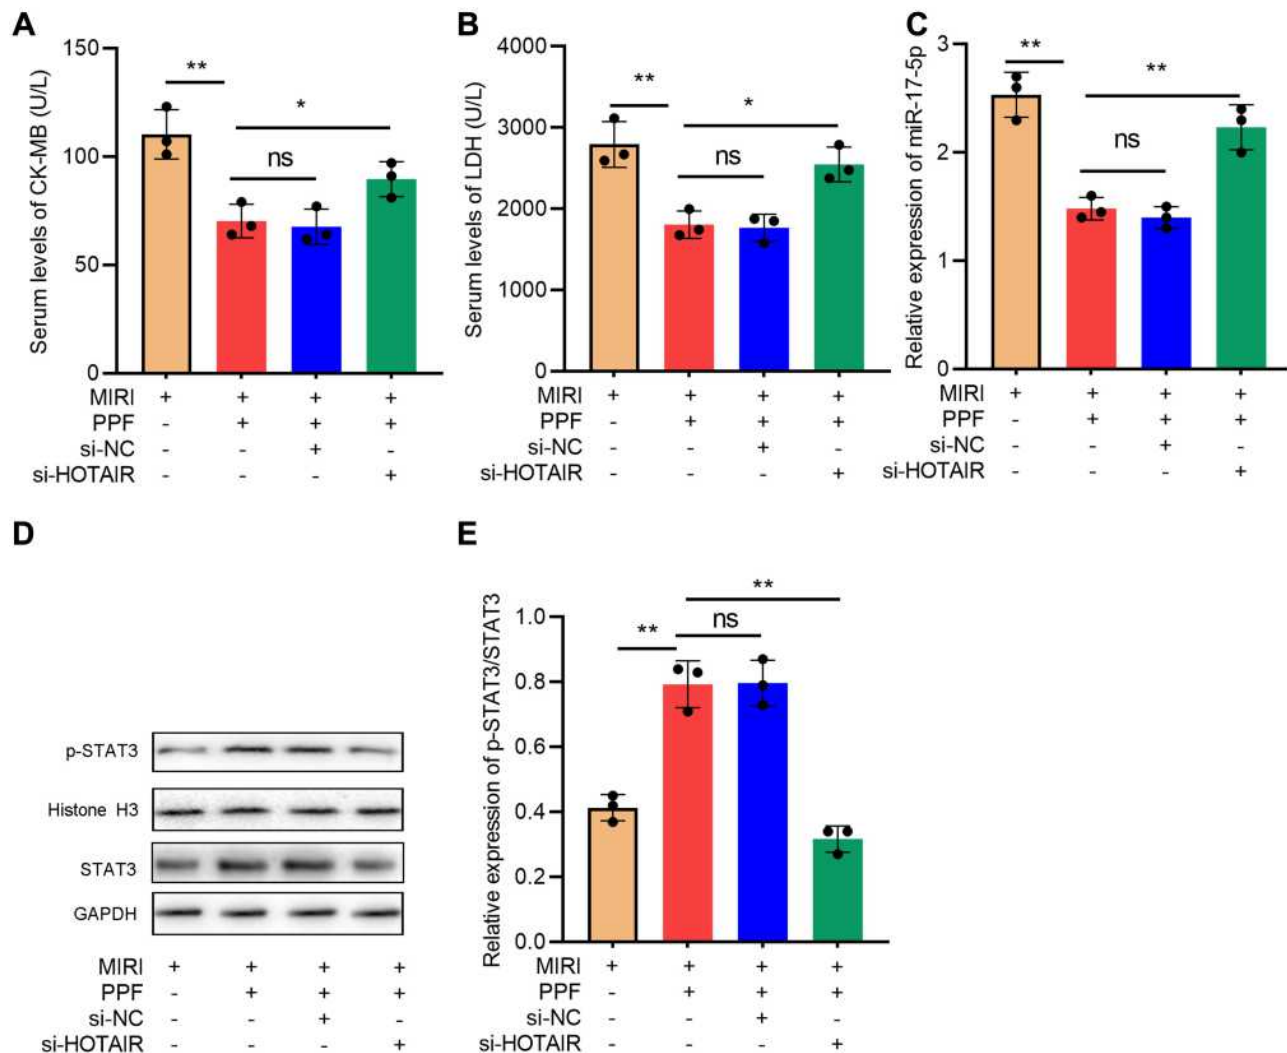 A
Serum levels of CK-MB (U/L)
150
100
50
0
**
*
ns
MIRI + + + +
PPF - + + +
si-NC - - + -
si-HOTAIR - - - +
B
Serum levels of LDH (U/L)
4000
3000
2000
1000
0
**
*
ns
MIRI + + + +
PPF - + + +
si-NC - - + -
si-HOTAIR - - - +
C
Relative expression of miR-17-5p
3
2
1
0
**
**
ns
MIRI + + + +
PPF - + + +
si-NC - - + -
si-HOTAIR - - - +
D
p-STAT3
Histone H3
STAT3
GAPDH
MIRI + + + +
PPF - + + +
si-NC - - + -
si-HOTAIR - - - +
E
Relative expression of p-STAT3/STAT3
1.0
0.8
0.6
0.4
0.2
0.0
**
ns
**
MIRI + + + +
PPF - + + +
si-NC - - + -
si-HOTAIR - - - +